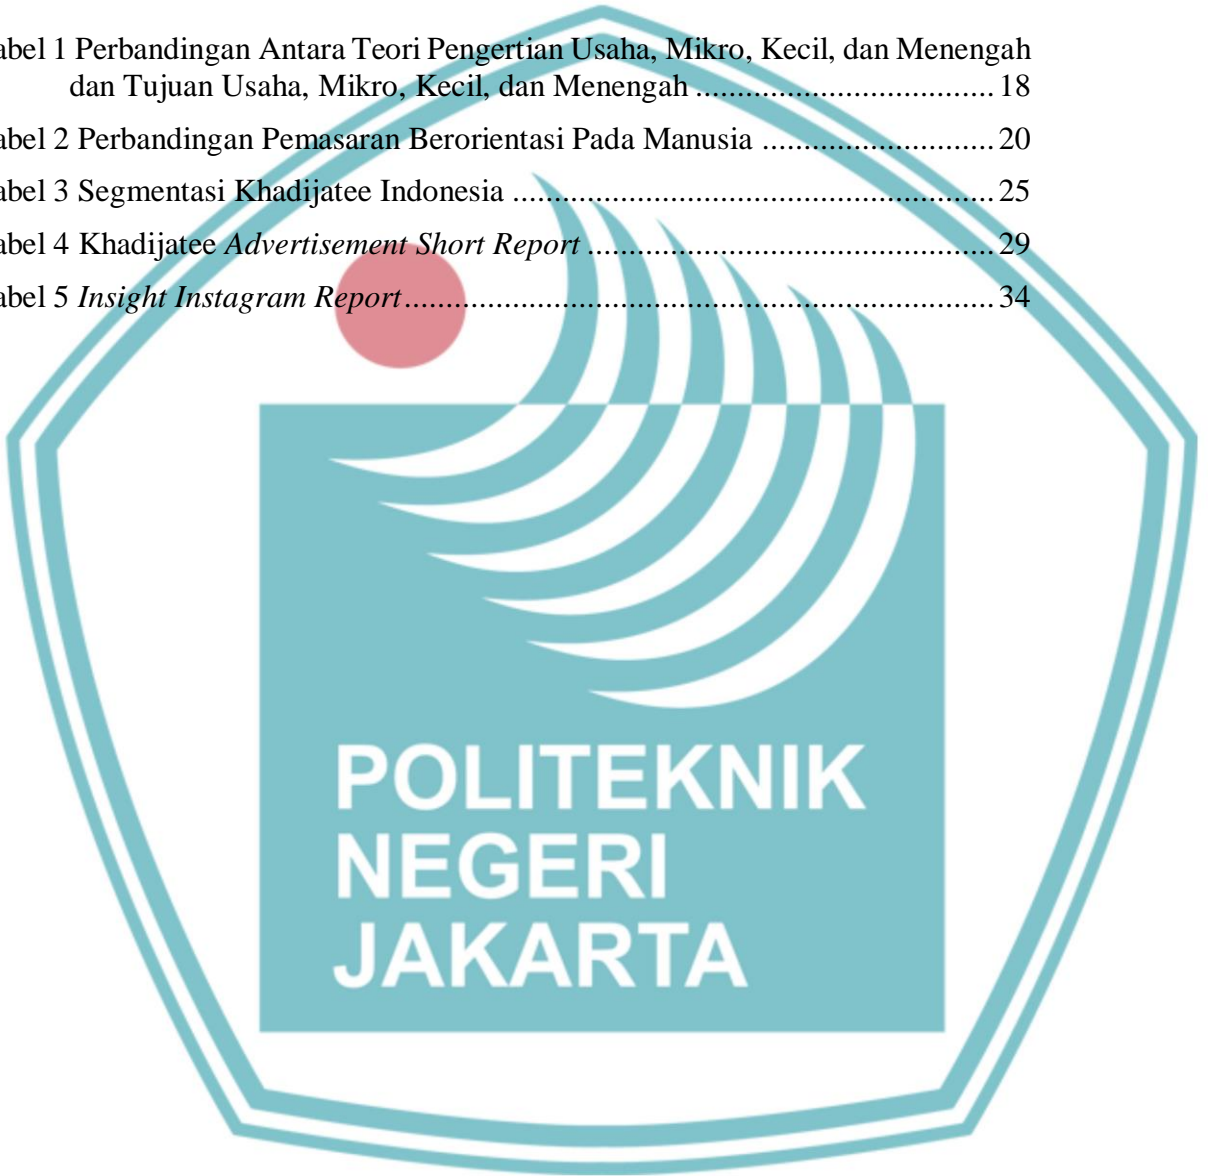 abel 1 Perbandingan Antara Teori Pengertian Usaha, Mikro, Kecil, dan Menengah
dan Tujuan Usaha, Mikro, Kecil, dan Menengah .................................. 18
abel 2 Perbandingan Pemasaran Berorientasi Pada Manusia .......................... 20
abel 3 Segmentasi Khadijatee Indonesia ....................................................... 25
abel 4 Khadijatee Advertisement Short Report .............................................. 29
abel 5 Insight Instagram Report.................................................................... 34
POLITEKNIK
NEGERI
JAKARTA